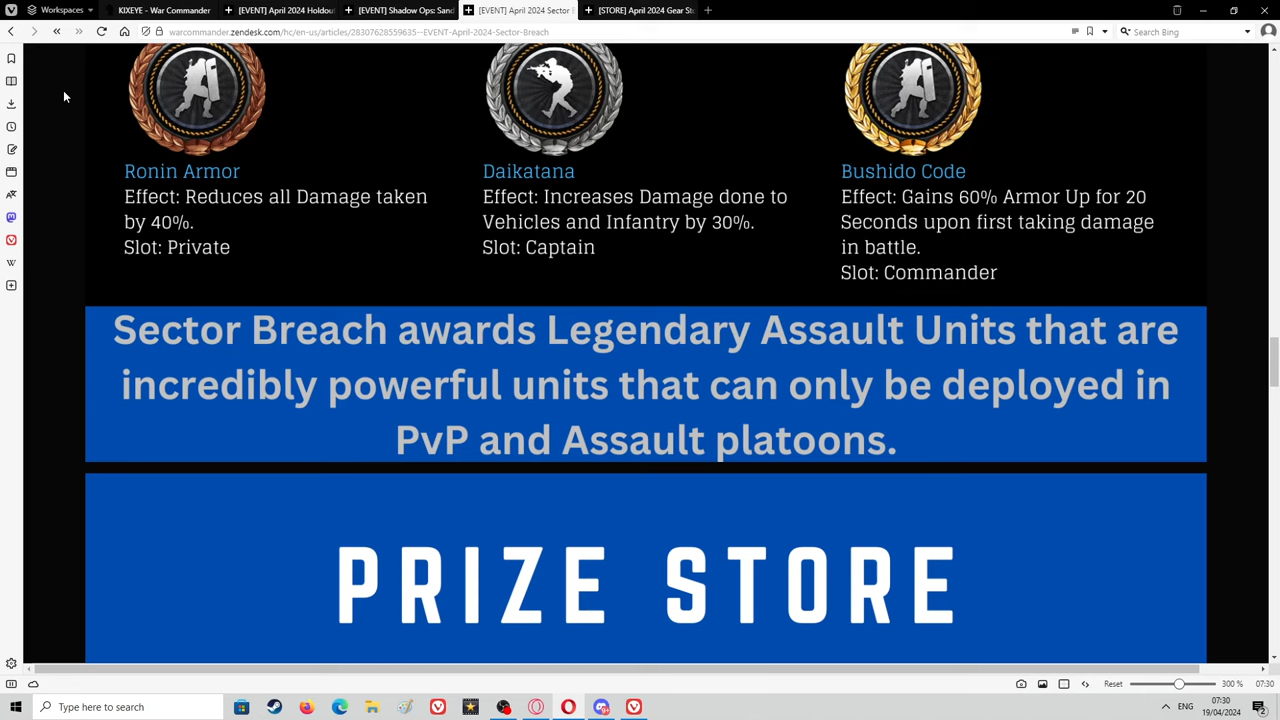 Workspaces
KIXEYE - War Commander
[EVENT] April 2024 Holdou
[EVENT] Shadow Ops: San
[EVENT] April 2024 Sector
[STORE] April 2024 Gear St
warcommander.zendesk.com/hc/en-us/articles/28307628559635--EVENT-April-2024-Sector-Breach
Search Bing
Ronin Armor
Effect: Reduces all Damage taken
by 40%.
Slot: Private
Daikatana
Effect: Increases Damage done to
Vehicles and Infantry by 30%.
Slot: Captain
Bushido Code
Effect: Gains 60% Armor Up for 20
Seconds upon first taking damage
in battle.
Slot: Commander
Sector Breach awards Legendary Assault Units that are
incredibly powerful units that can only be deployed in
PvP and Assault platoons.
PRIZE STORE
Reset
300 %
07:30
Type here to search
ENG
07:30
19/04/2024
2